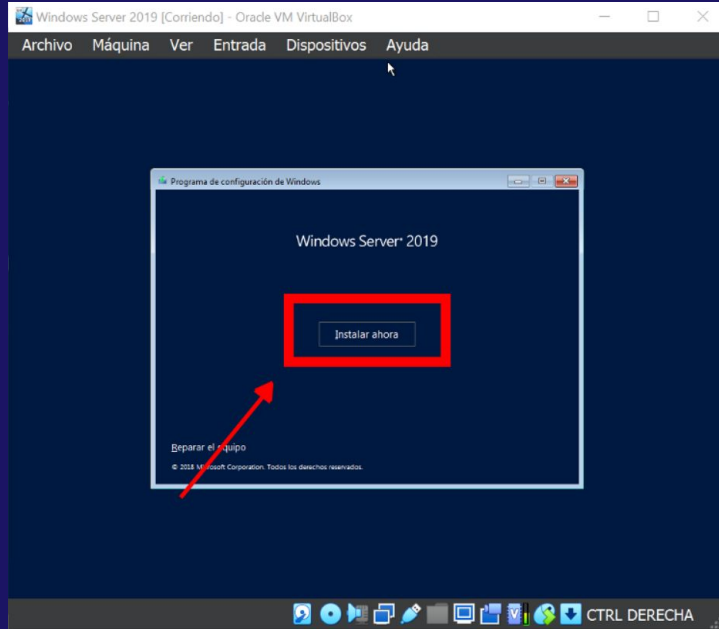 Windows Server 2019 [Corriendo] - Oracle VM VirtualBox
Archivo Máquina Ver Entrada Dispositivos Ayuda
Programa de configuración de Windows
Windows Server® 2019
Instalar ahora
Reparar el equipo
© 2018 Microsoft Corporation. Todos los derechos reservados.
CTRL DERECHA